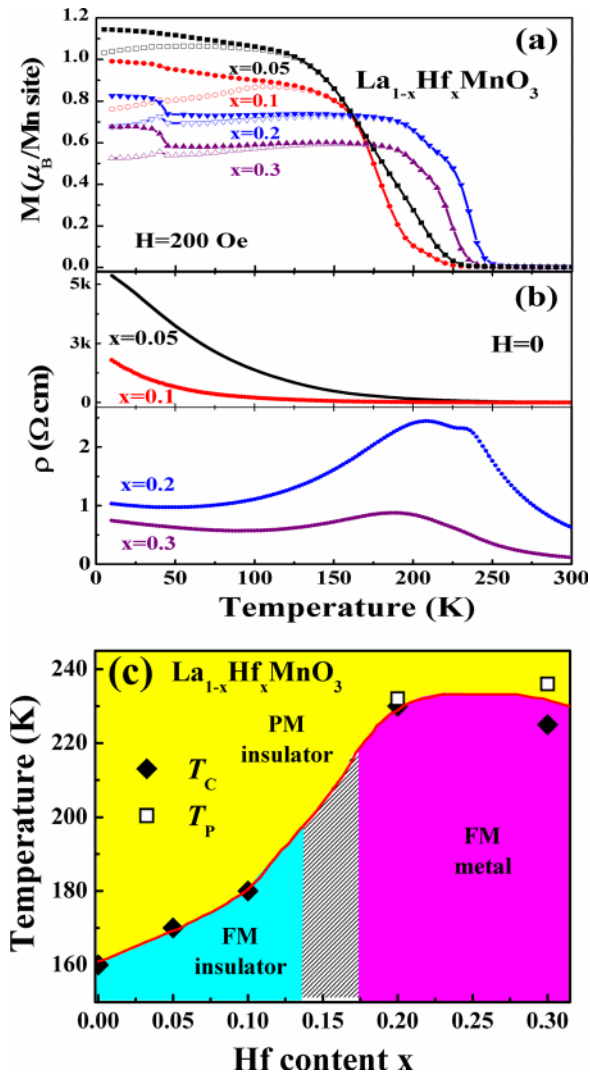 (a)
La1-xHfxMnO3
x=0.05
x=0.1
x=0.2
x=0.3
H=200 Oe
M (μB/Mn site)
1.2
1.0
0.8
0.6
0.4
0.2
0.0
(b)
H=0
x=0.05
x=0.1
x=0.2
x=0.3
ρ (Ω cm)
5k
3k
0
2
1
0
0 50 100 150 200 250 300
Temperature (K)
(c) La1-xHfxMnO3
PM
insulator
TC
TP
FM
metal
FM
insulator
Temperature (K)
240
220
200
180
160
0.00 0.05 0.10 0.15 0.20 0.25 0.30
Hf content x